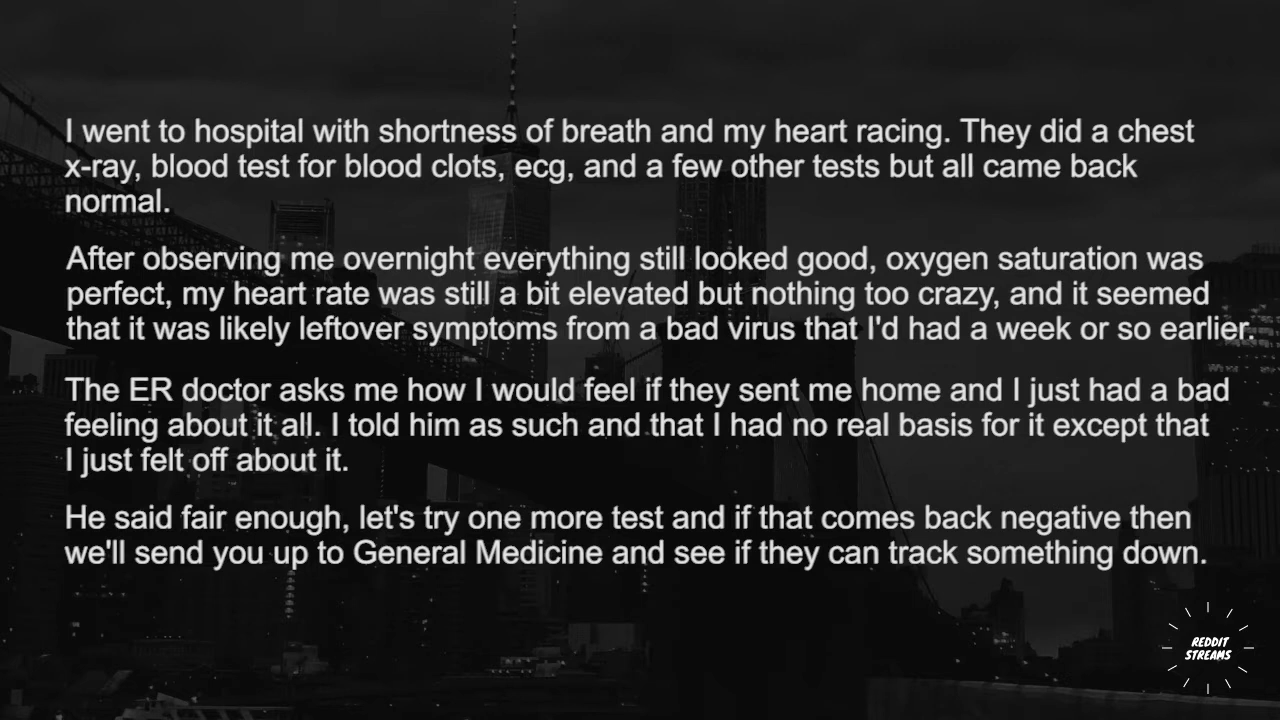 I went to hospital with shortness of breath and my heart racing. They did a chest
x-ray, blood test for blood clots, ecg, and a few other tests but all came back
normal.
After observing me overnight everything still looked good, oxygen saturation was
perfect, my heart rate was still a bit elevated but nothing too crazy, and it seemed
that it was likely leftover symptoms from a bad virus that I'd had a week or so earlier.
The ER doctor asks me how I would feel if they sent me home and I just had a bad
feeling about it all. I told him as such and that I had no real basis for it except that
I just felt off about it.
He said fair enough, let's try one more test and if that comes back negative then
we'll send you up to General Medicine and see if they can track something down.
REDDIT
STREAMS